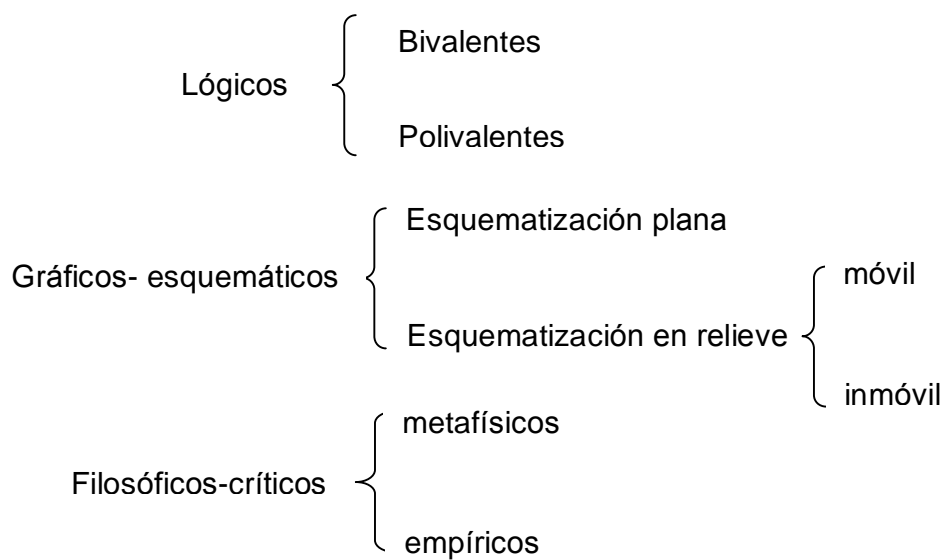 Bivalentes
Lógicos
Polivalentes
Esquematización plana
Gráficos- esquemáticos
móvil
Esquematización en relieve
inmóvil
metafísicos
Filosóficos-críticos
empíricos